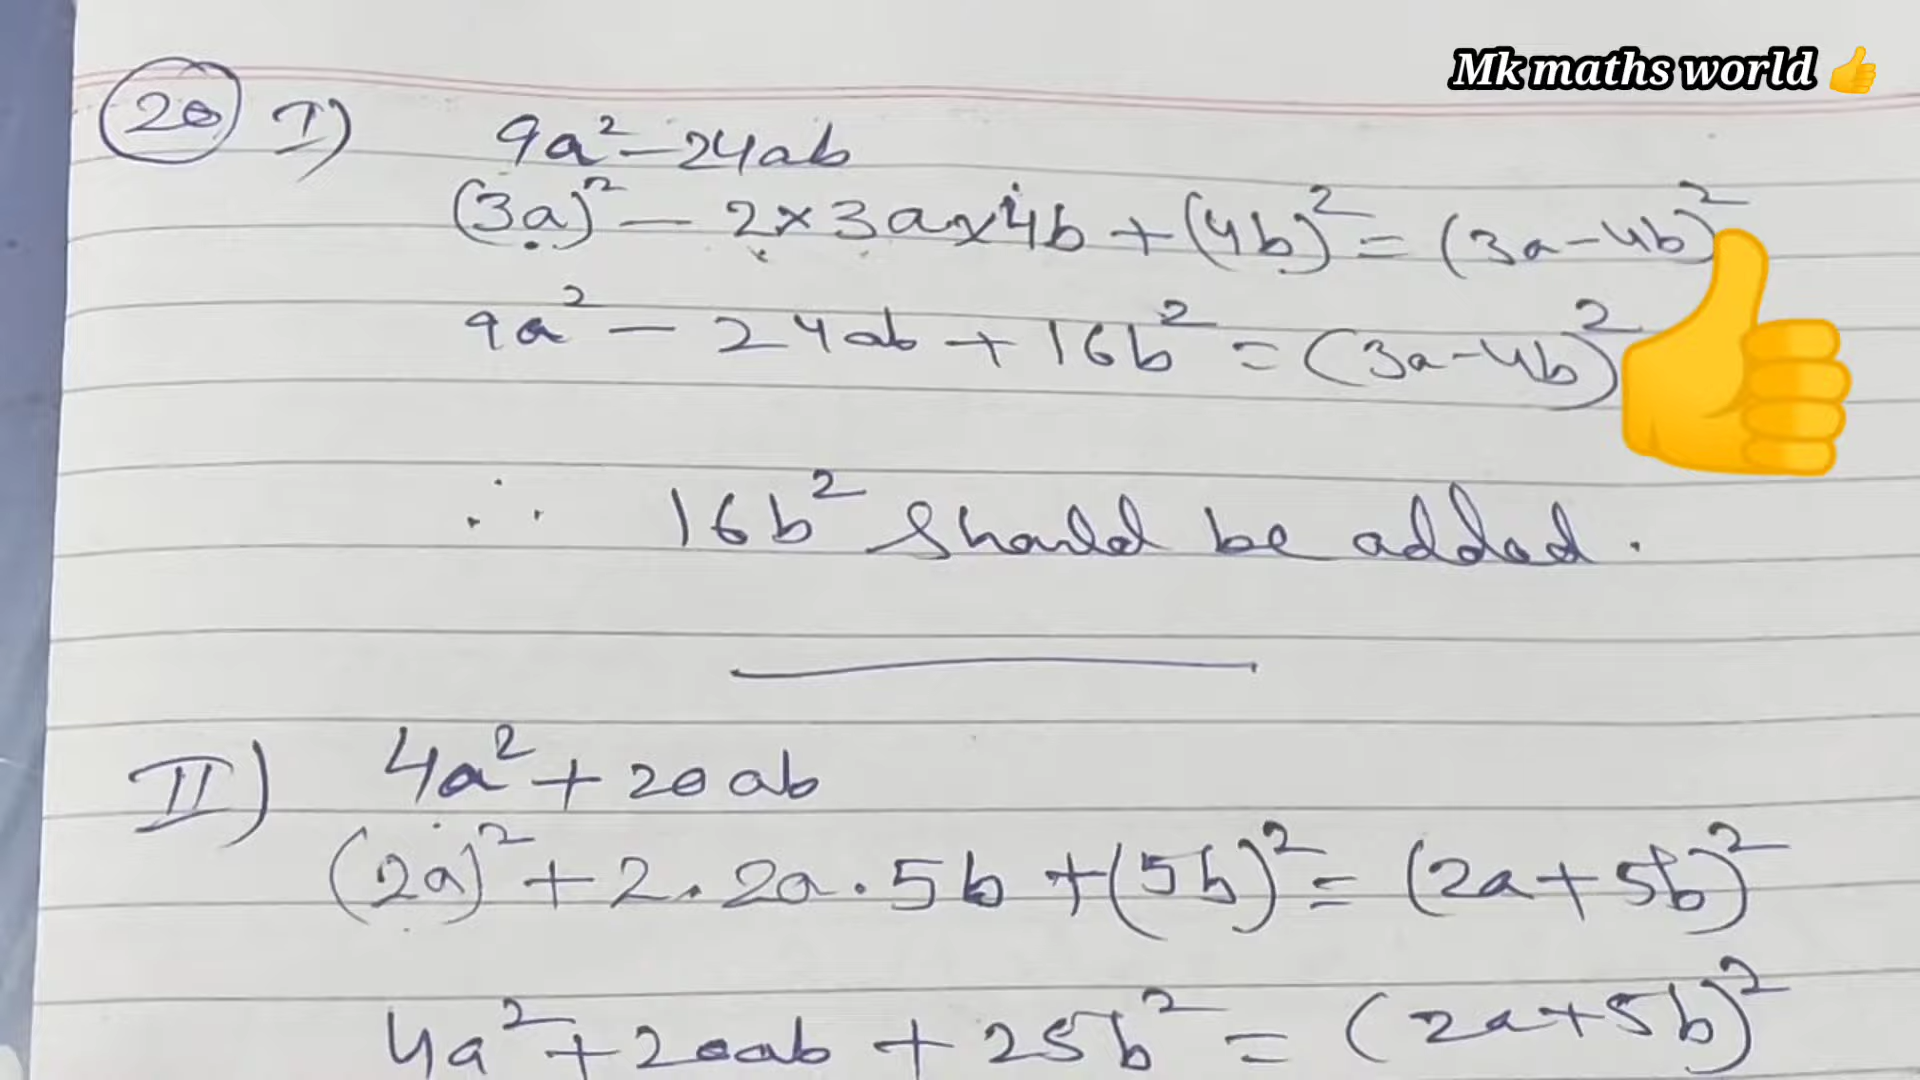 Mk maths world 👍
20 I) 9a² - 24ab
(3a)² - 2 × 3a × 4b + (4b)² = (3a - 4b)²
9a² - 24ab + 16b² = (3a - 4b)²
∴ 16b² should be added.
II) 4a² + 20ab
(2a)² + 2 . 2a . 5b + (5b)² = (2a + 5b)²
4a² + 20ab + 25b² = (2a + 5b)²